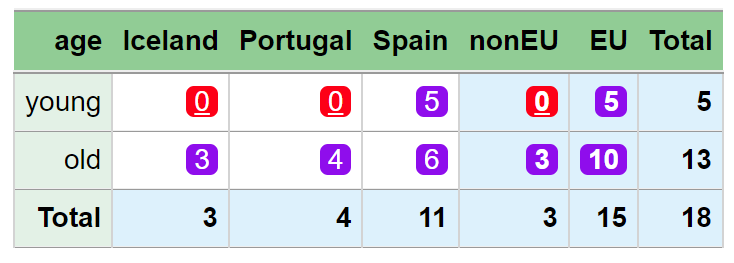 age Iceland Portugal Spain nonEU EU Total
young 0 0 5 0 5 5
old 3 4 6 3 10 13
Total 3 4 11 3 15 18